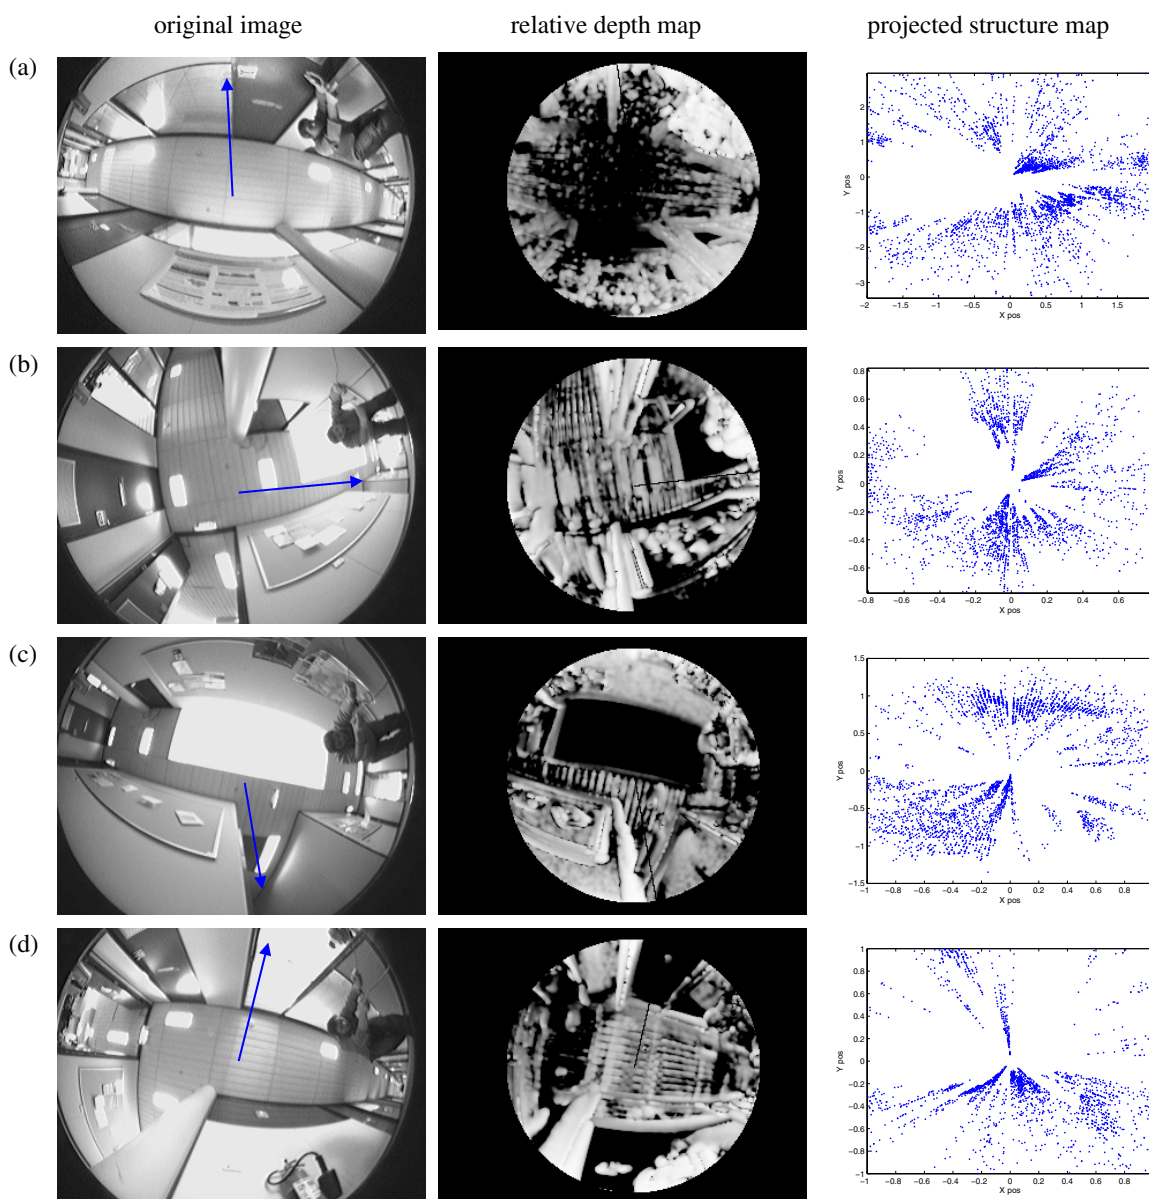 original image relative depth map projected structure map
(a)
2
1
0
−1
−2
−3
Y pos
−2 −1.5 −1 −0.5 0 0.5 1 1.5
X pos
(b)
0.8
0.6
0.4
0.2
0
−0.2
−0.4
−0.6
Y pos
−0.8 −0.6 −0.4 −0.2 0 0.2 0.4 0.6
X pos
(c)
1.5
1
0.5
0
−0.5
−1
−1.5
Y pos
−1 −0.8 −0.6 −0.4 −0.2 0 0.2 0.4 0.6 0.8
X pos
(d)
1
0.8
0.6
0.4
0.2
0
−0.2
−0.4
−0.6
−0.8
−1
Y pos
−1 −0.8 −0.6 −0.4 −0.2 0 0.2 0.4 0.6 0.8
X pos